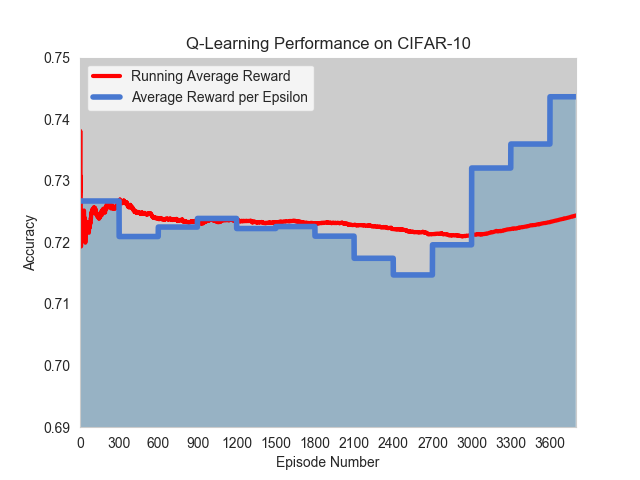 Q-Learning Performance on CIFAR-10
Running Average Reward
Average Reward per Epsilon
0.75
0.74
0.73
0.72
0.71
0.70
0.69
Accuracy
0 300 600 900 1200 1500 1800 2100 2400 2700 3000 3300 3600
Episode Number